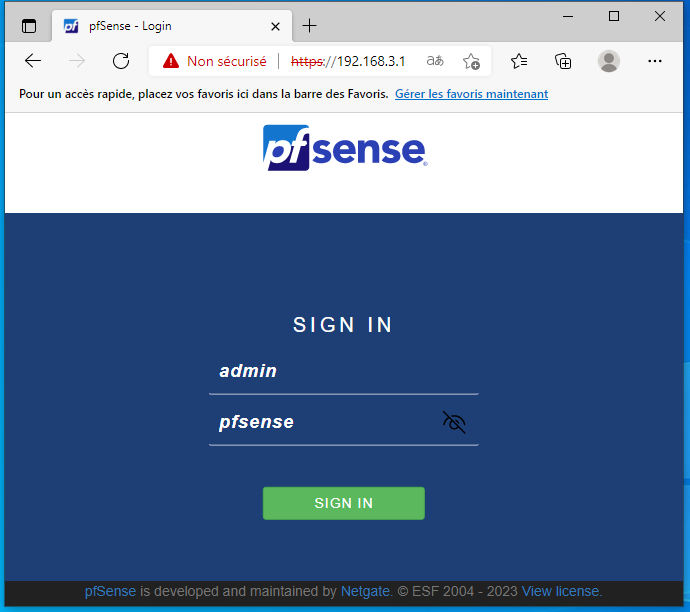 pfSense - Login
Non sécurisé | https://192.168.3.1 aあ
Pour un accès rapide, placez vos favoris ici dans la barre des Favoris. Gérer les favoris maintenant
pfsense
SIGN IN
admin
pfsense
SIGN IN
pfSense is developed and maintained by Netgate. © ESF 2004 - 2023 View license.